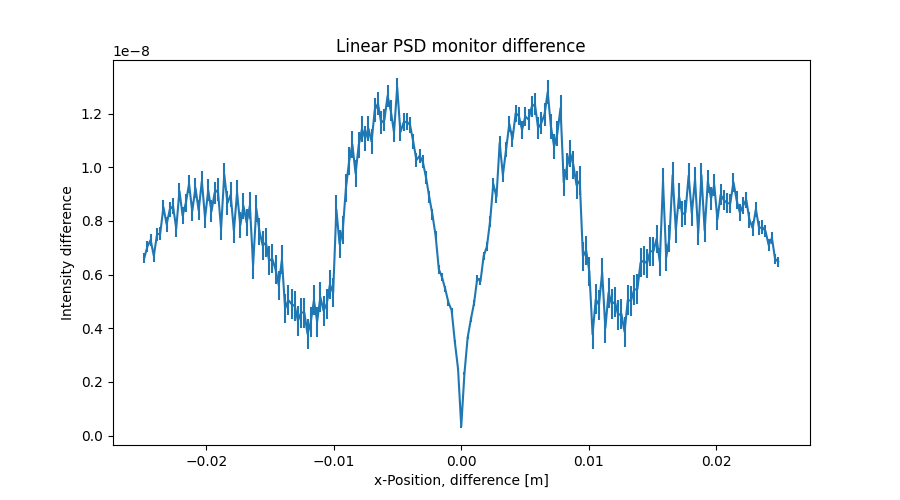 Linear PSD monitor difference
1e−8
1.2
1.0
0.8
0.6
0.4
0.2
0.0
Intensity difference
−0.02 −0.01 0.00 0.01 0.02
x-Position, difference [m]